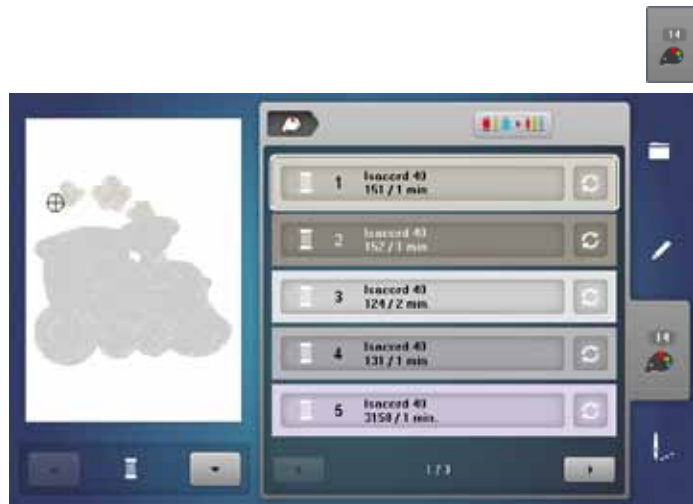 14
1 Isacord 40
151 / 1 min
2 Isacord 40
152 / 1 min
3 Isacord 40
124 / 2 min.
4 Isacord 40
131 / 1 min
14
5 Isacord 40
3150 / 1 min.
1 / 3